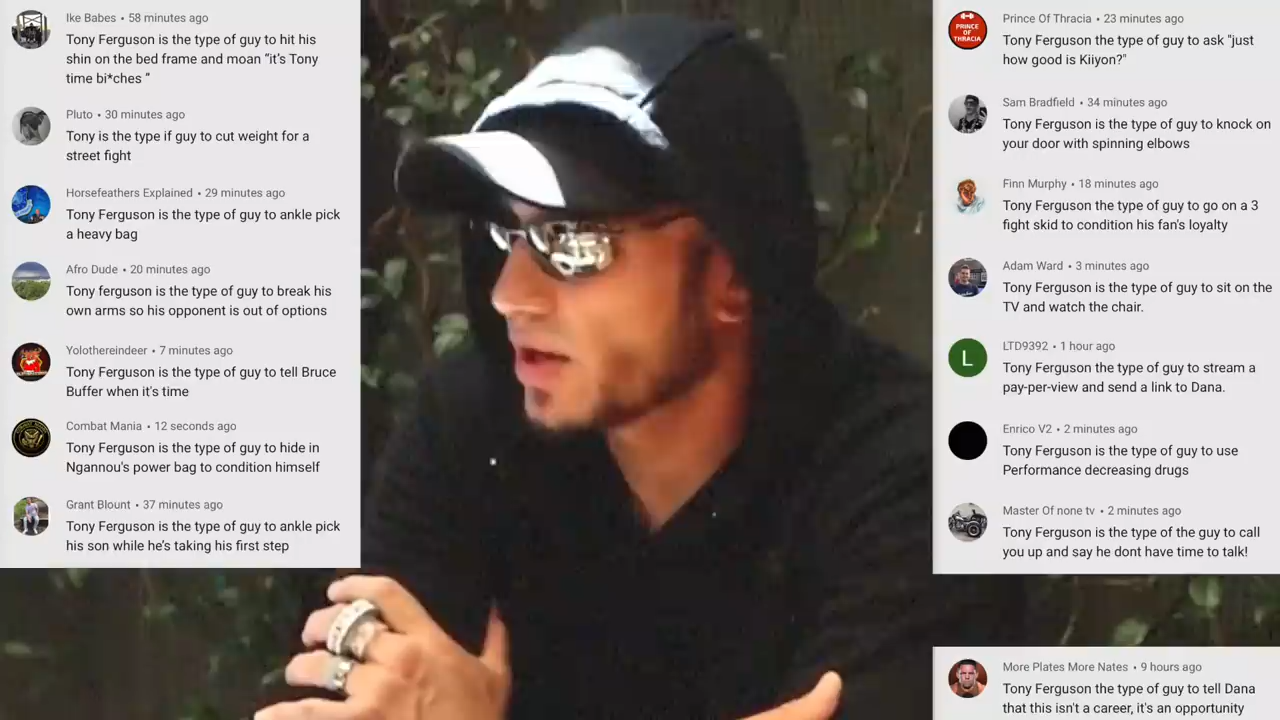 Ike Babes • 58 minutes ago
Tony Ferguson is the type of guy to hit his
shin on the bed frame and moan “it’s Tony
time bi*ches ”
Pluto • 30 minutes ago
Tony is the type if guy to cut weight for a
street fight
Horsefeathers Explained • 29 minutes ago
Tony Ferguson is the type of guy to ankle pick
a heavy bag
Afro Dude • 20 minutes ago
Tony ferguson is the type of guy to break his
own arms so his opponent is out of options
Yolothereindeer • 7 minutes ago
Tony Ferguson is the type of guy to tell Bruce
Buffer when it's time
Combat Mania • 12 seconds ago
Tony Ferguson is the type of guy to hide in
Ngannou's power bag to condition himself
Grant Blount • 37 minutes ago
Tony Ferguson is the type of guy to ankle pick
his son while he’s taking his first step
PRINCE
OF
THRACIA
Prince Of Thracia • 23 minutes ago
Tony Ferguson the type of guy to ask "just
how good is Kiiyon?"
Sam Bradfield • 34 minutes ago
Tony Ferguson is the type of guy to knock on
your door with spinning elbows
Finn Murphy • 18 minutes ago
Tony Ferguson the type of guy to go on a 3
fight skid to condition his fan's loyalty
Adam Ward • 3 minutes ago
Tony Ferguson is the type of guy to sit on the
TV and watch the chair.
L
LTD9392 • 1 hour ago
Tony Ferguson the type of guy to stream a
pay-per-view and send a link to Dana.
Enrico V2 • 2 minutes ago
Tony Ferguson is the type of guy to use
Performance decreasing drugs
Master Of none tv • 2 minutes ago
Tony Ferguson is the type of the guy to call
you up and say he dont have time to talk!
More Plates More Nates • 9 hours ago
Tony Ferguson the type of guy to tell Dana
that this isn't a career, it's an opportunity